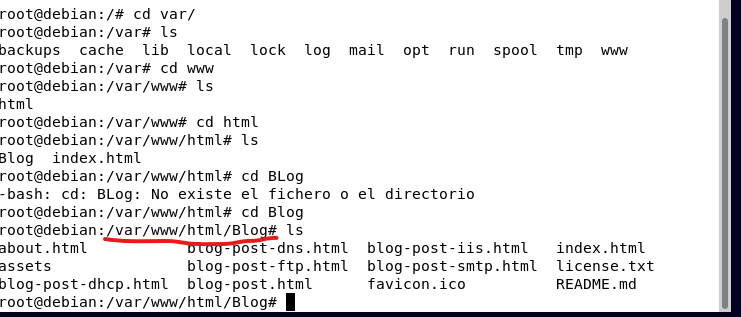 root@debian:/# cd var/
root@debian:/var# ls
backups  cache  lib  local  lock  log  mail  opt  run  spool  tmp  www
root@debian:/var# cd www
root@debian:/var/www# ls
html
root@debian:/var/www# cd html
root@debian:/var/www/html# ls
Blog  index.html
root@debian:/var/www/html# cd BLog
-bash: cd: BLog: No existe el fichero o el directorio
root@debian:/var/www/html# cd Blog
root@debian:/var/www/html/Blog# ls
about.html           blog-post-dns.html  blog-post-iis.html   index.html
assets               blog-post-ftp.html  blog-post-smtp.html  license.txt
blog-post-dhcp.html  blog-post.html      favicon.ico          README.md
root@debian:/var/www/html/Blog#